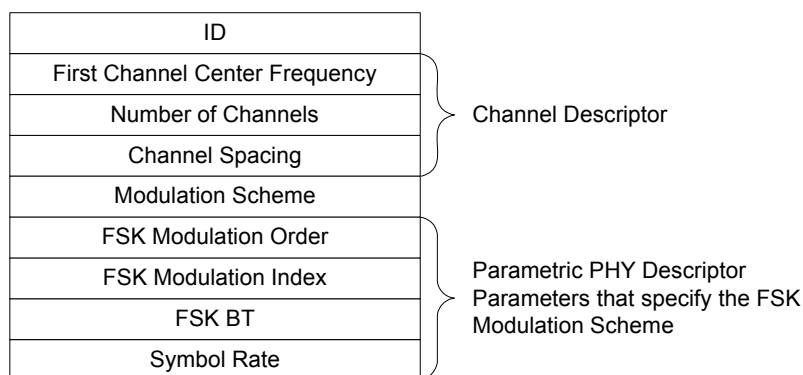 ID
First Channel Center Frequency
Number of Channels
Channel Spacing
Channel Descriptor
Modulation Scheme
FSK Modulation Order
FSK Modulation Index
FSK BT
Symbol Rate
Parametric PHY Descriptor
Parameters that specify the FSK
Modulation Scheme